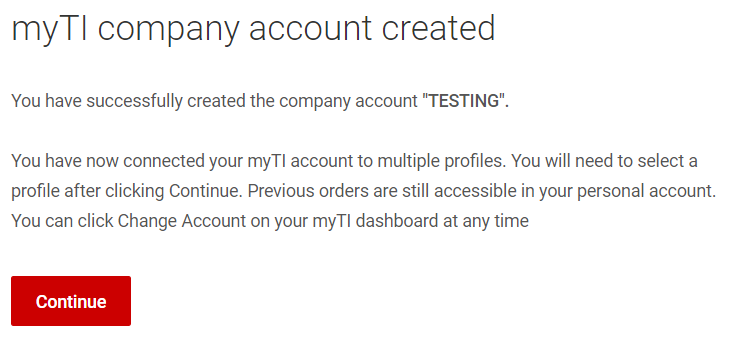 myTI company account created
You have successfully created the company account "TESTING".
You have now connected your myTI account to multiple profiles. You will need to select a
profile after clicking Continue. Previous orders are still accessible in your personal account.
You can click Change Account on your myTI dashboard at any time
Continue